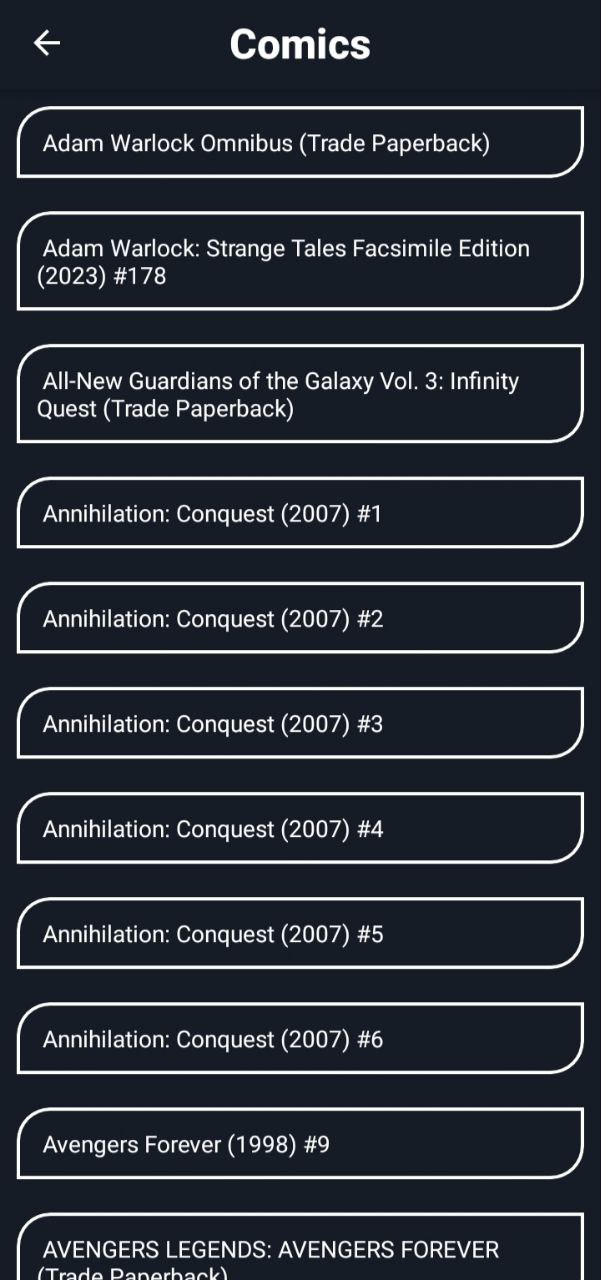 Comics
Adam Warlock Omnibus (Trade Paperback)
Adam Warlock: Strange Tales Facsimile Edition
(2023) #178
All-New Guardians of the Galaxy Vol. 3: Infinity
Quest (Trade Paperback)
Annihilation: Conquest (2007) #1
Annihilation: Conquest (2007) #2
Annihilation: Conquest (2007) #3
Annihilation: Conquest (2007) #4
Annihilation: Conquest (2007) #5
Annihilation: Conquest (2007) #6
Avengers Forever (1998) #9
AVENGERS LEGENDS: AVENGERS FOREVER
(Trade Paperback)